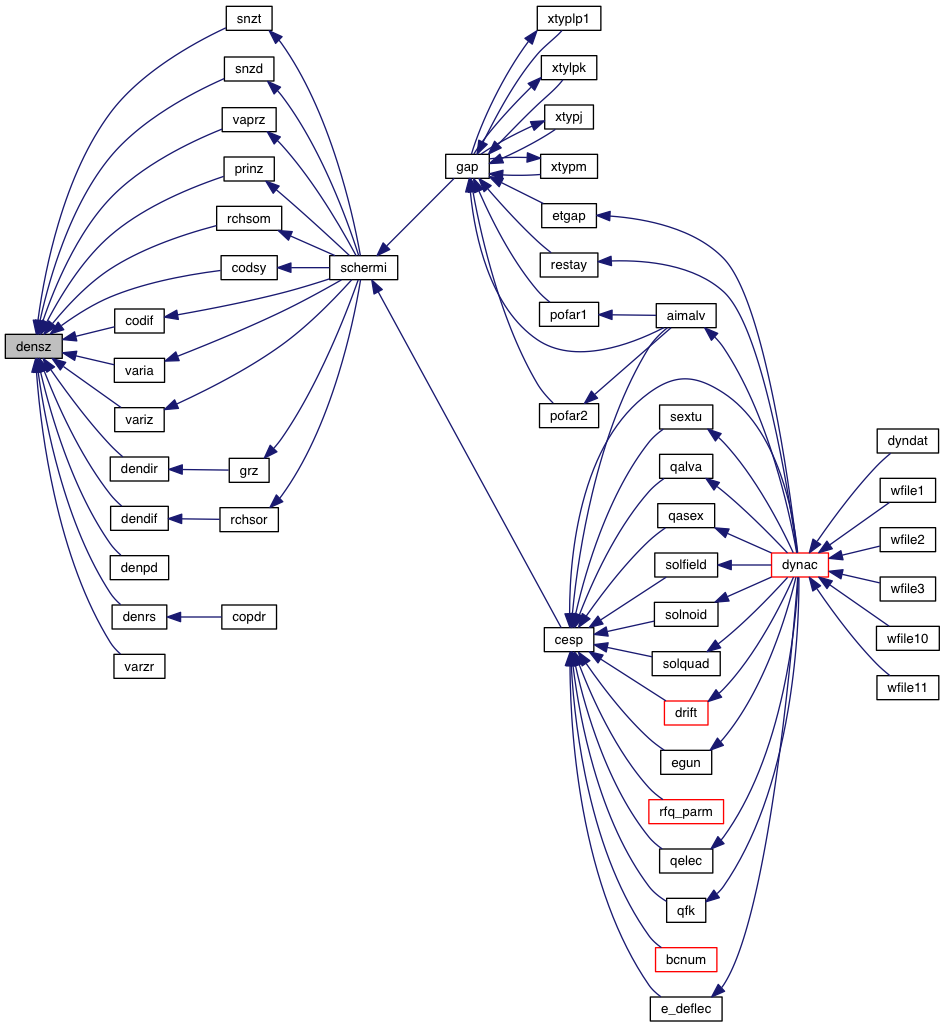 snzt
snzd
vaprz
prinz
rchsom
codsy
codif
densz
varia
variz
dendir
grz
dendif
rchsor
denpd
denrs
copdr
varzr
schermi
xtyplp1
xtylpk
xtypj
gap
xtypm
etgap
restay
pofar1
aimalv
pofar2
sextu
qalva
qasex
solfield
solnoid
cesp
solquad
drift
egun
rfq_parm
qelec
qfk
bcnum
e_deflec
dynac
dyndat
wfile1
wfile2
wfile3
wfile10
wfile11